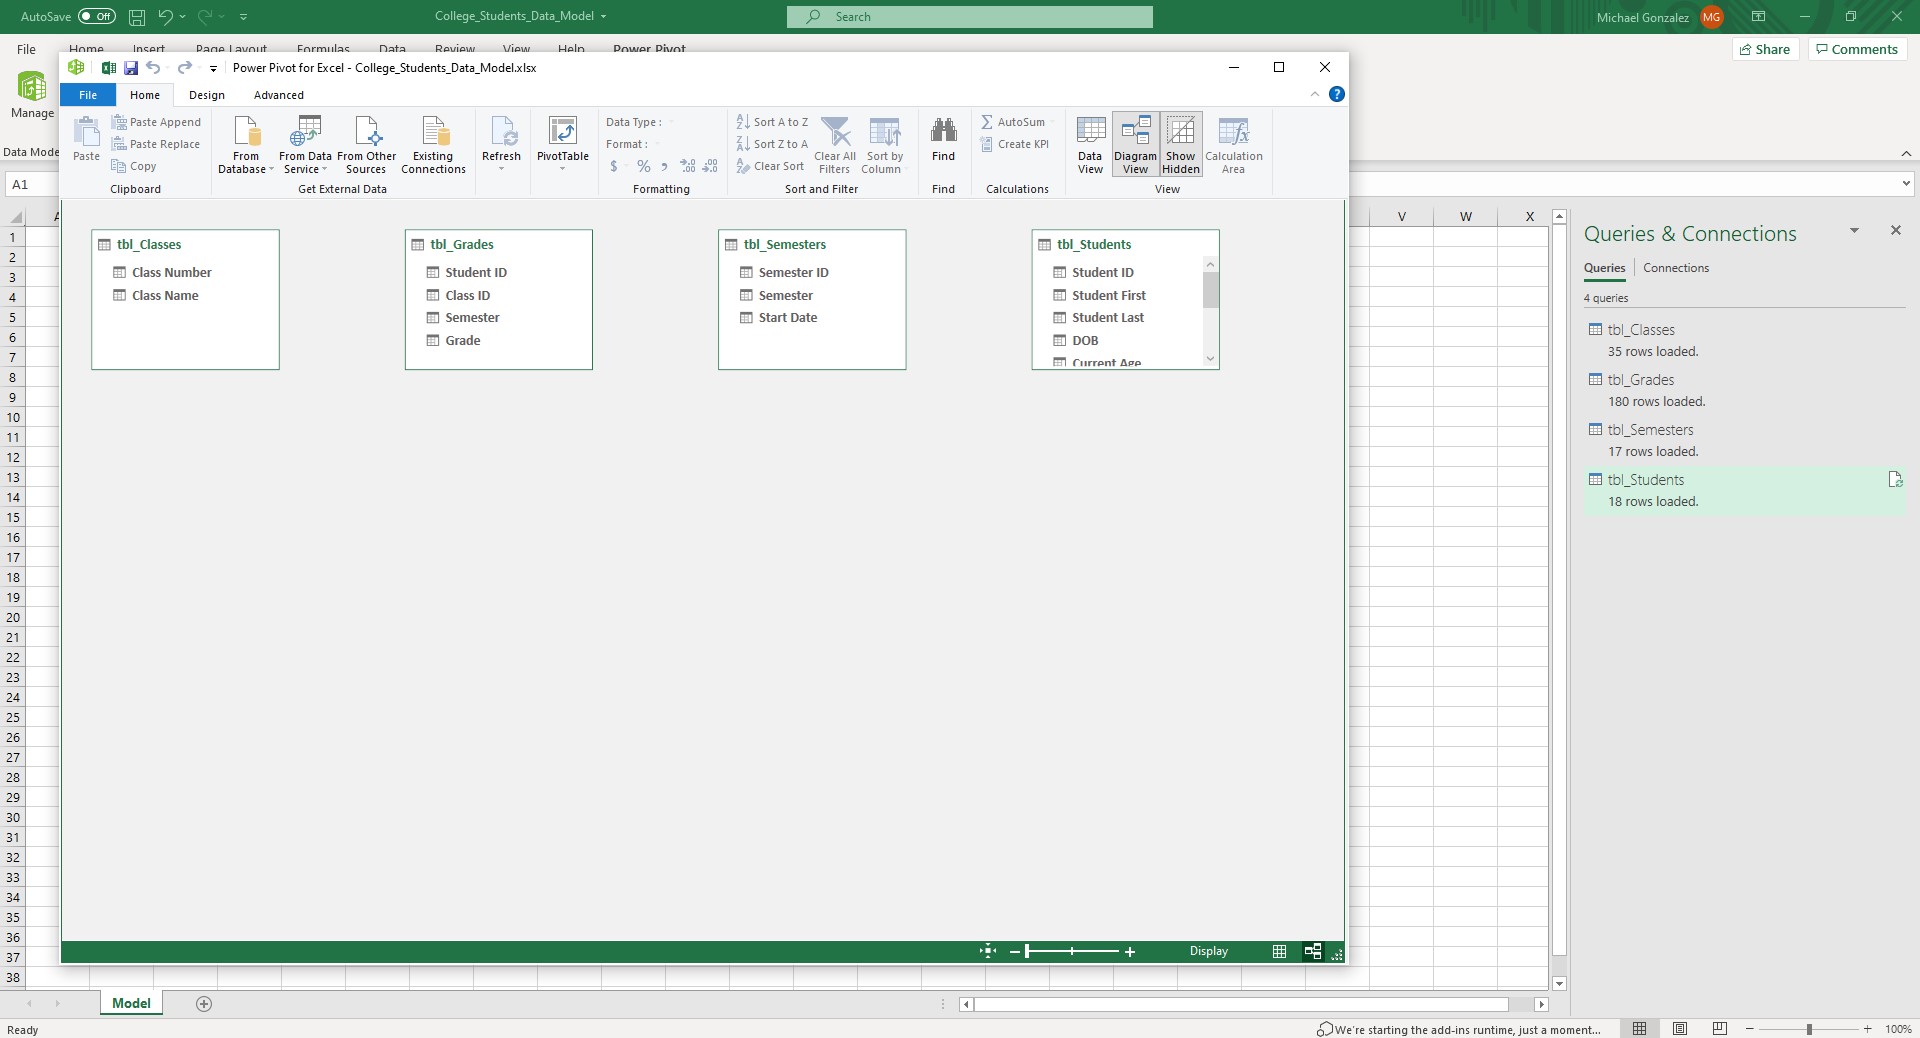 AutoSave Off College_Students_Data_Model Search Michael Gonzalez MG
File Home Insert Page Layout Formulas Data Review View Help Power Pivot Share Comments
Power Pivot for Excel - College_Students_Data_Model.xlsx
File Home Design Advanced ?
Manage
Data Mode
Paste
Paste Append
Paste Replace
Copy
Clipboard
From Database
From Data Service
From Other Sources
Existing Connections
Get External Data
Refresh
PivotTable
Data Type :
Format :
$ % , .00 .00
Formatting
Sort A to Z
Sort Z to A
Clear Sort
Clear All Filters
Sort by Column
Sort and Filter
Find
Find
AutoSum
Create KPI
Calculations
Data View
Diagram View
Show Hidden
Calculation Area
View
A1
A V W X
tbl_Classes
Class Number
Class Name
tbl_Grades
Student ID
Class ID
Semester
Grade
tbl_Semesters
Semester ID
Semester
Start Date
tbl_Students
Student ID
Student First
Student Last
DOB
Current Age
Display
1
2
3
4
5
6
7
8
9
10
11
12
13
14
15
16
17
18
19
20
21
22
23
24
25
26
27
28
29
30
31
32
33
34
35
36
37
38
Queries & Connections
Queries Connections
4 queries
tbl_Classes
35 rows loaded.
tbl_Grades
180 rows loaded.
tbl_Semesters
17 rows loaded.
tbl_Students
18 rows loaded.
Model
Ready We're starting the add-ins runtime, just a moment... 100%